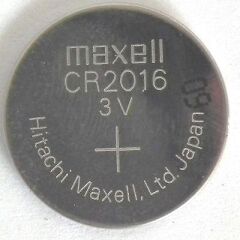 maxell
CR2016
3V
+
Hitachi Maxell, Ltd. Japan